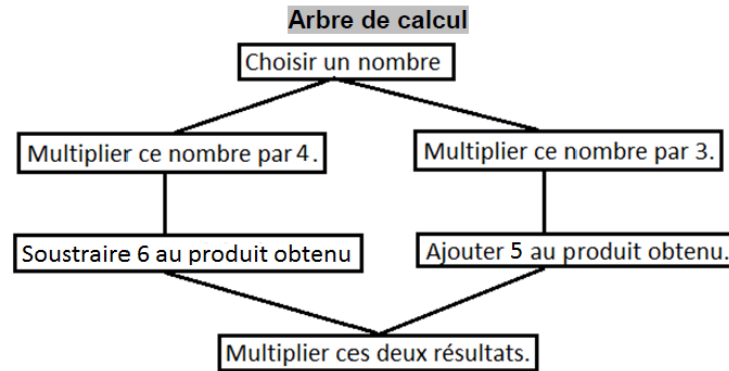 Arbre de calcul
Choisir un nombre
Multiplier ce nombre par 4.
Multiplier ce nombre par 3.
Soustraire 6 au produit obtenu
Ajouter 5 au produit obtenu.
Multiplier ces deux résultats.